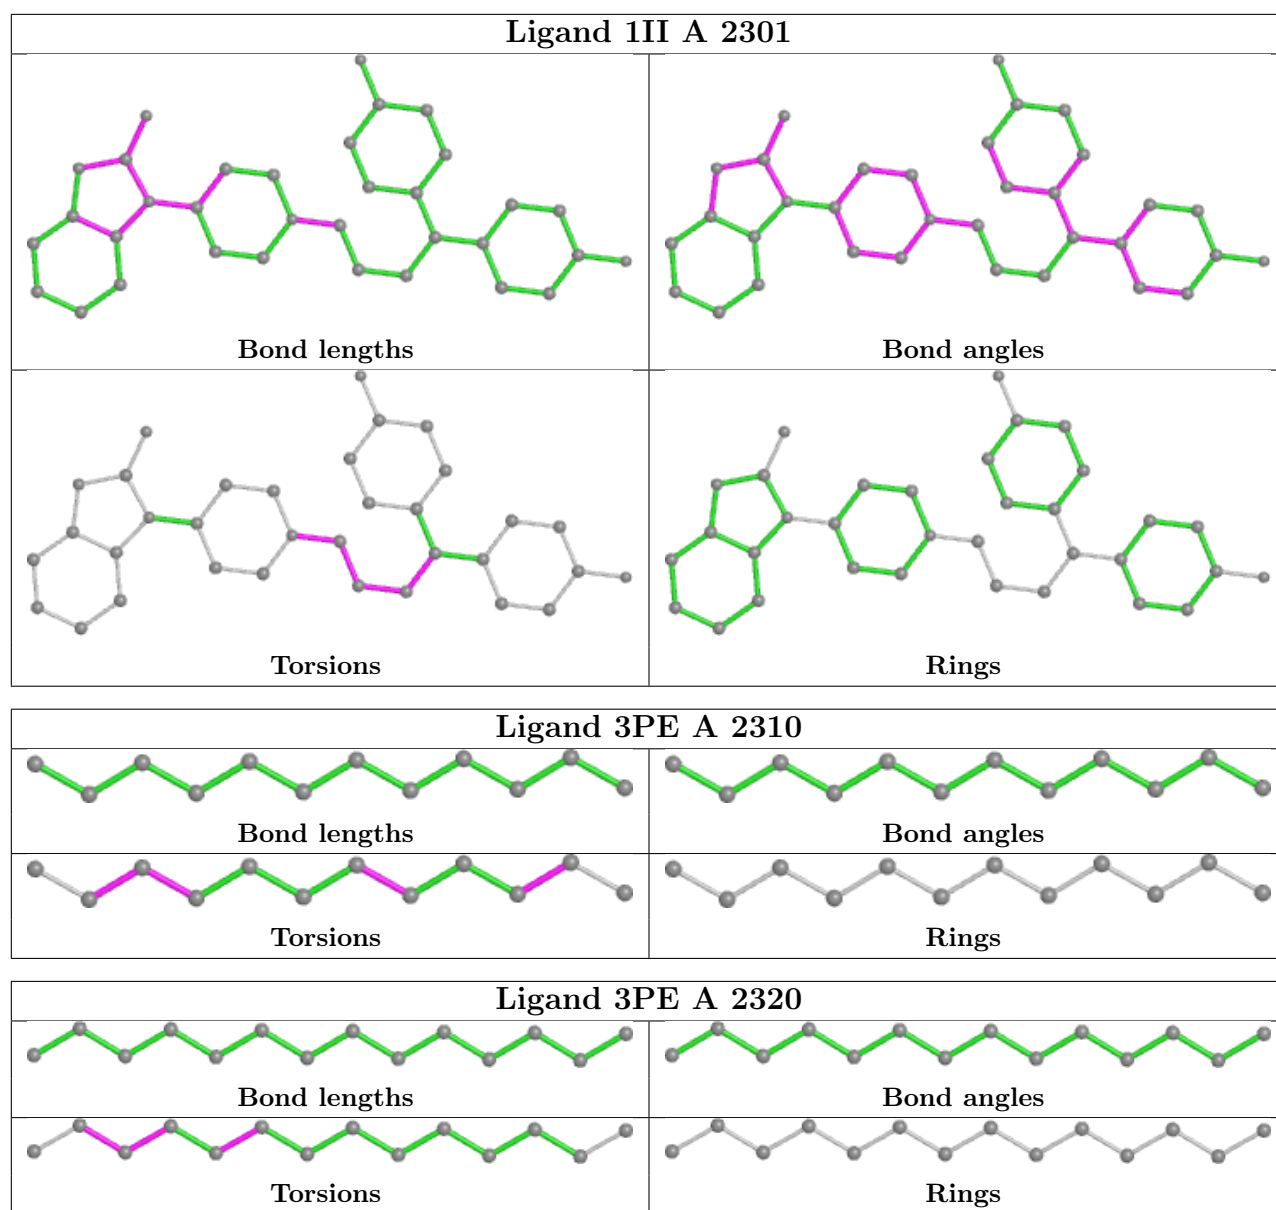 Ligand 1II A 2301
Bond lengths
Bond angles
Torsions
Rings
Ligand 3PE A 2310
Bond lengths
Bond angles
Torsions
Rings
Ligand 3PE A 2320
Bond lengths
Bond angles
Torsions
Rings